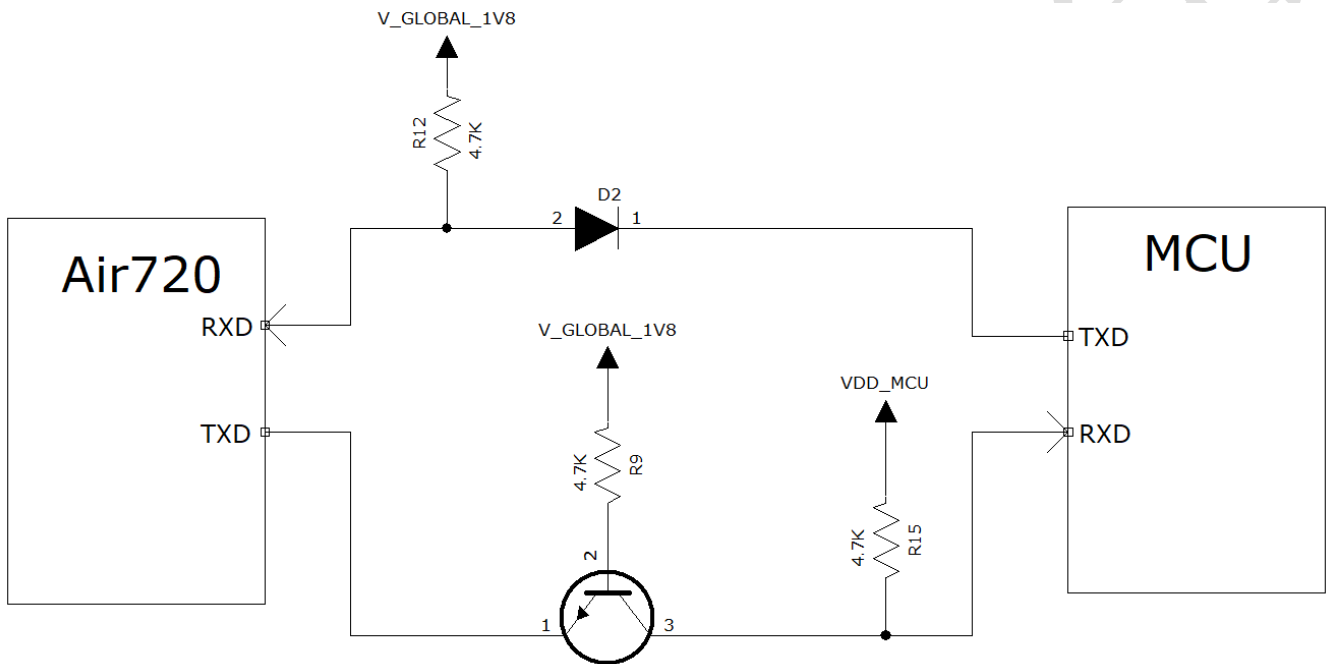 V_GLOBAL_1V8
R12
4.7K
D2
2
1
Air720
MCU
RXD
TXD
V_GLOBAL_1V8
VDD_MCU
TXD
RXD
4.7K
R9
4.7K
R15
2
1
3